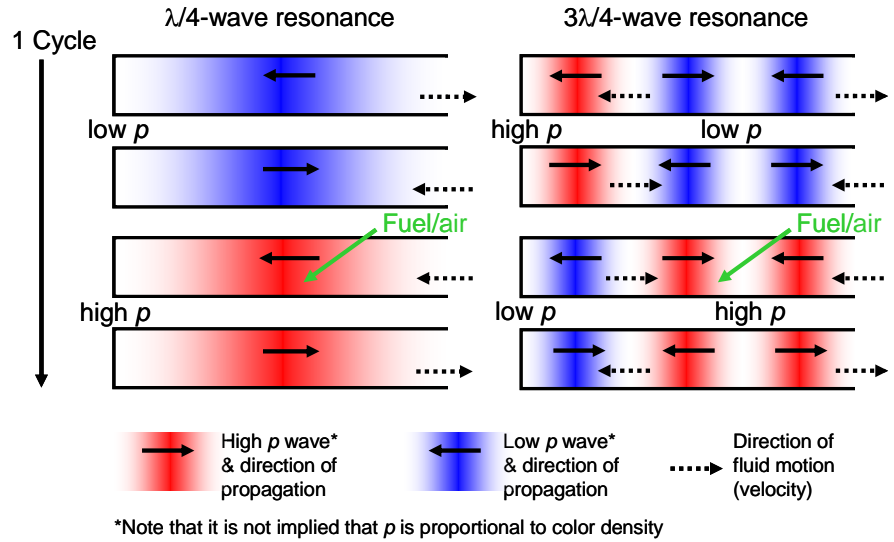 λ/4-wave resonance
3λ/4-wave resonance
1 Cycle
low p
high p
low p
Fuel/air
Fuel/air
high p
low p
high p
High p wave*
& direction of
propagation
Low p wave*
& direction of
propagation
Direction of
fluid motion
(velocity)
*Note that it is not implied that p is proportional to color density